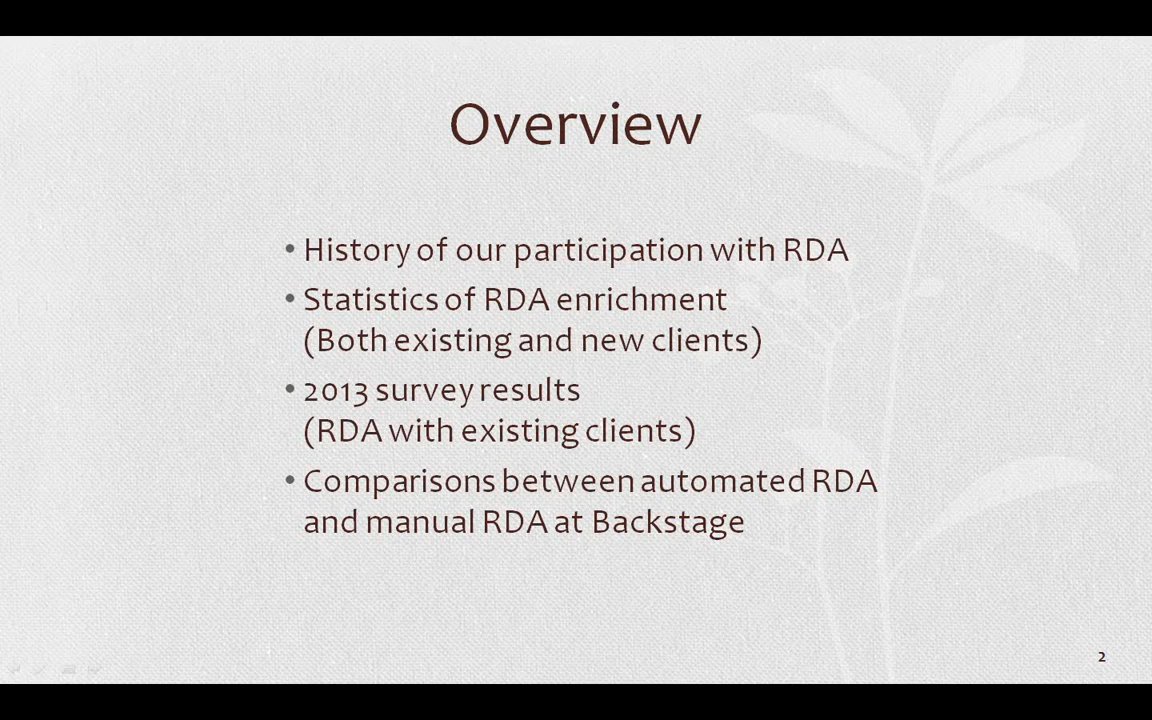 Overview
• History of our participation with RDA
• Statistics of RDA enrichment
(Both existing and new clients)
• 2013 survey results
(RDA with existing clients)
• Comparisons between automated RDA
and manual RDA at Backstage
2